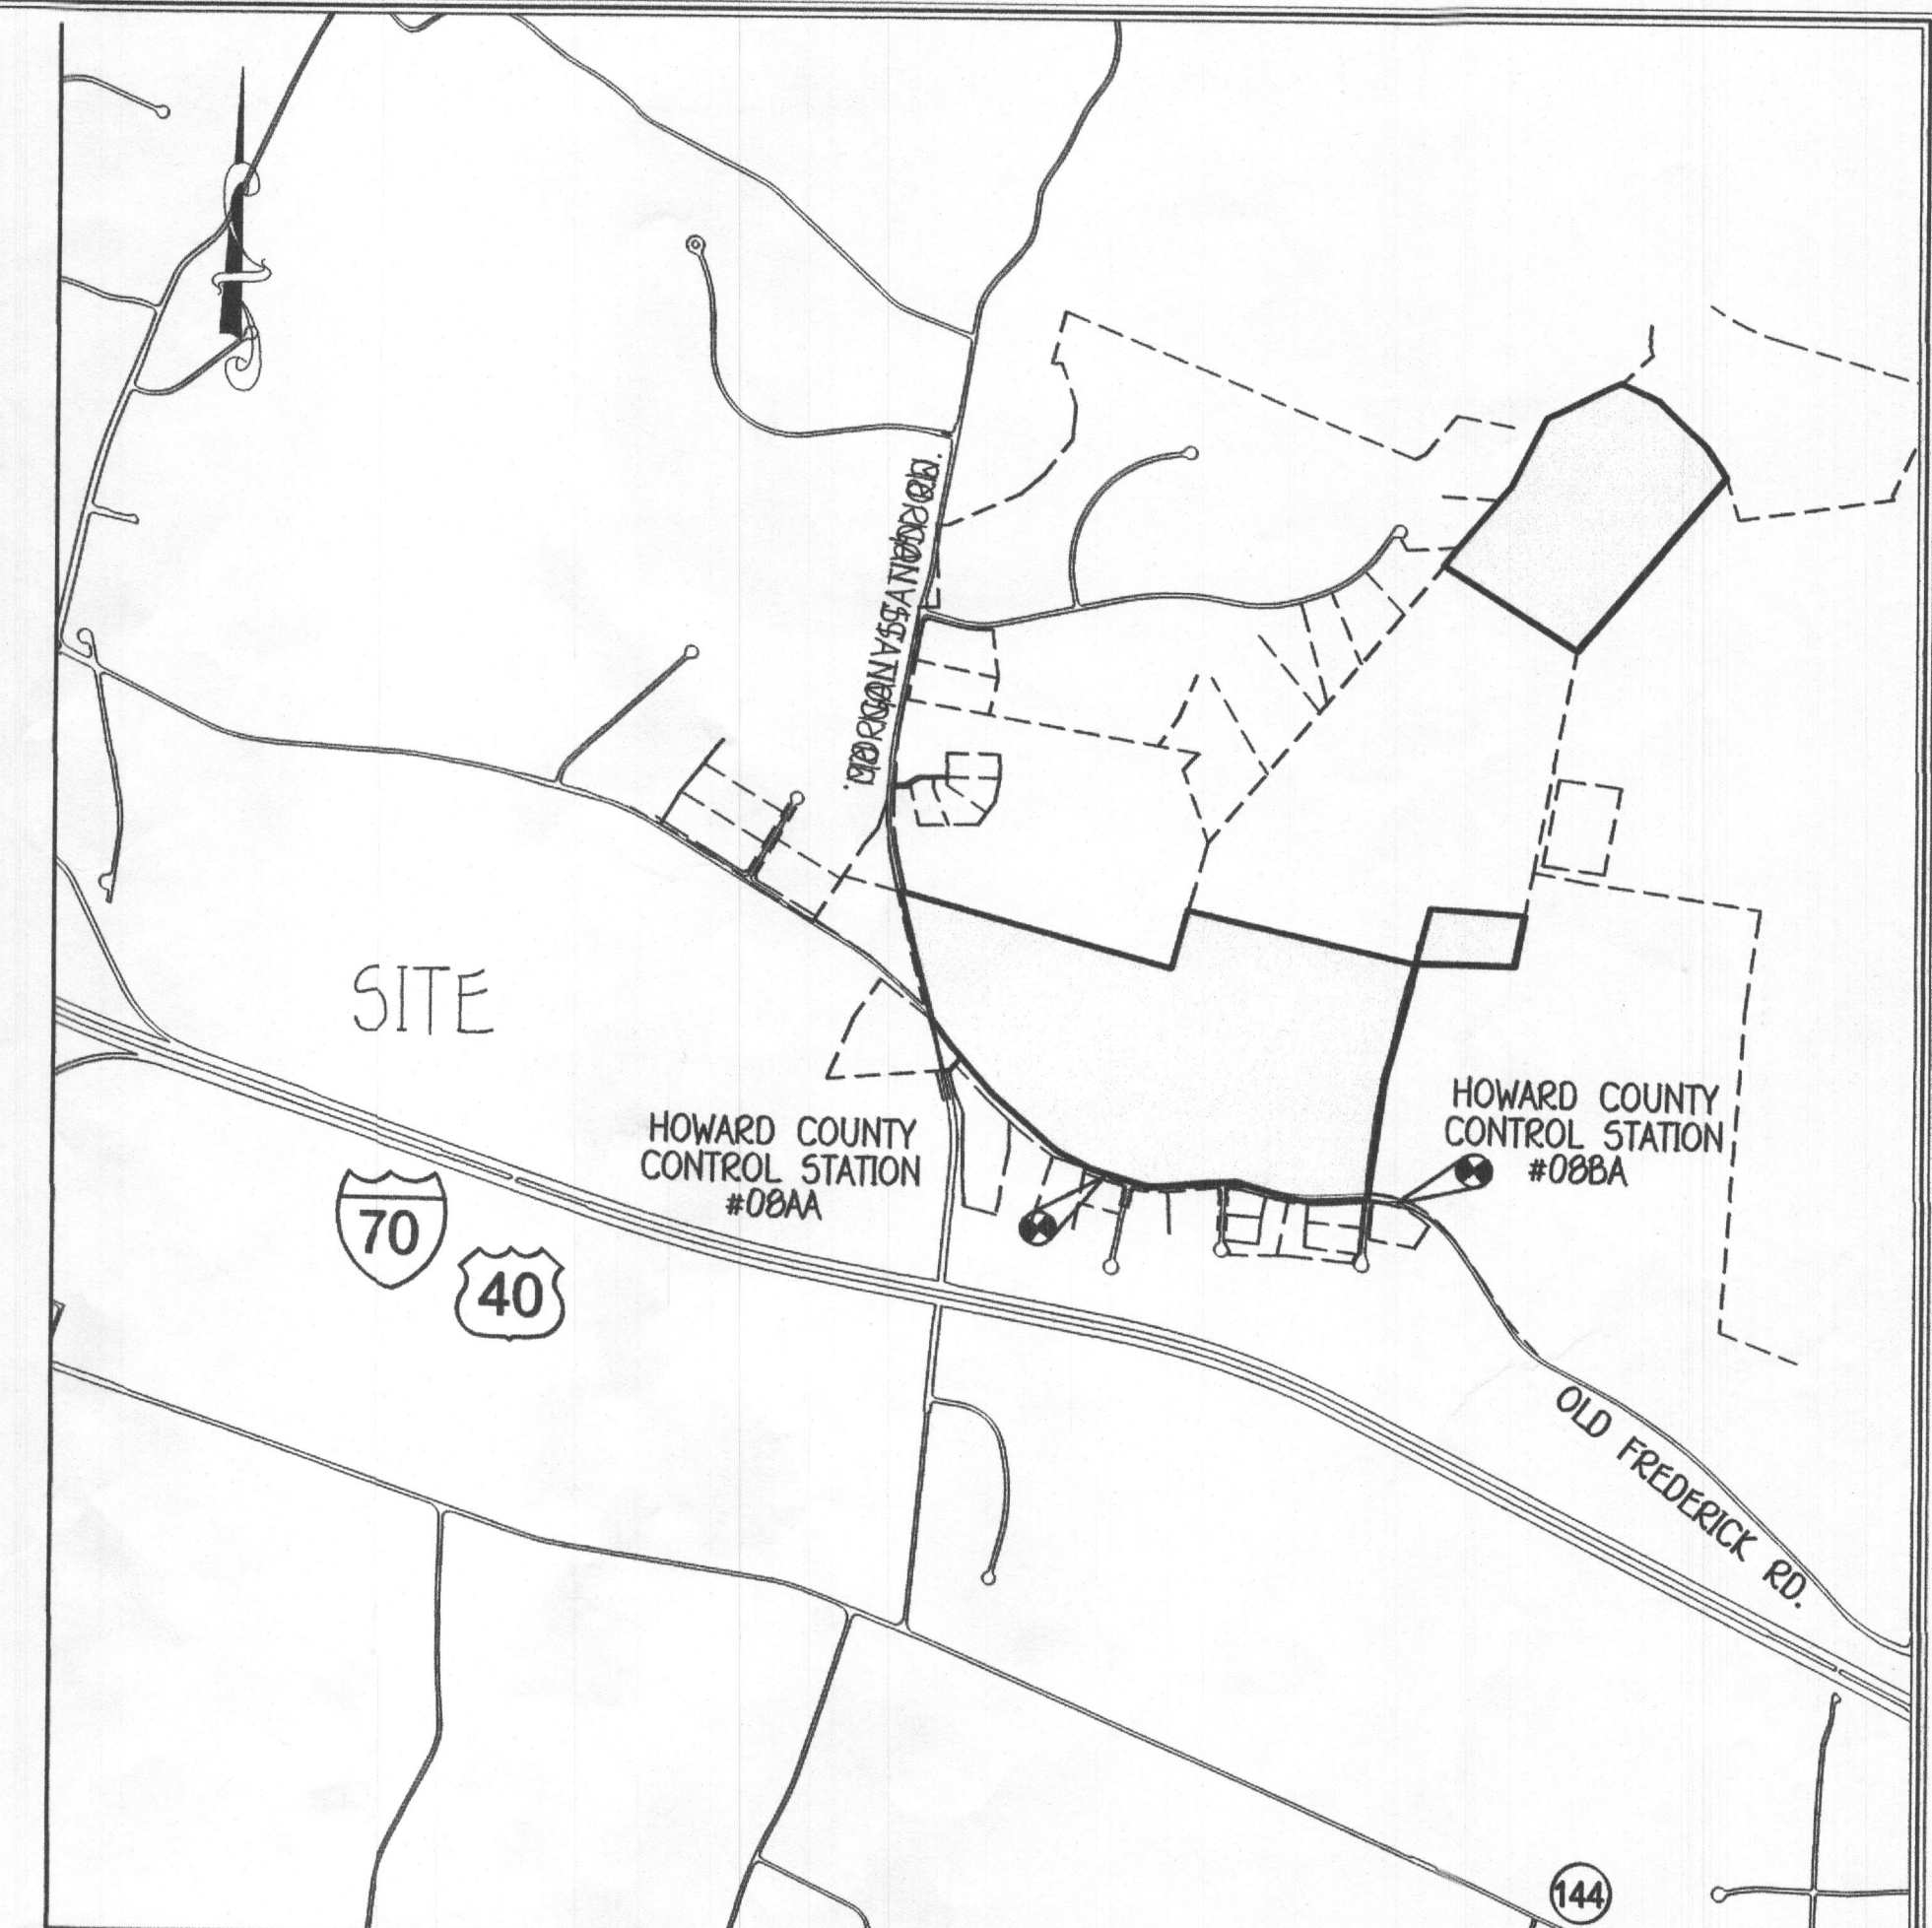 SITE
HOWARD COUNTY
CONTROL STATION
#08AA
HOWARD COUNTY
CONTROL STATION
#08BA
70
40
OLD FREDERICK RD.
144